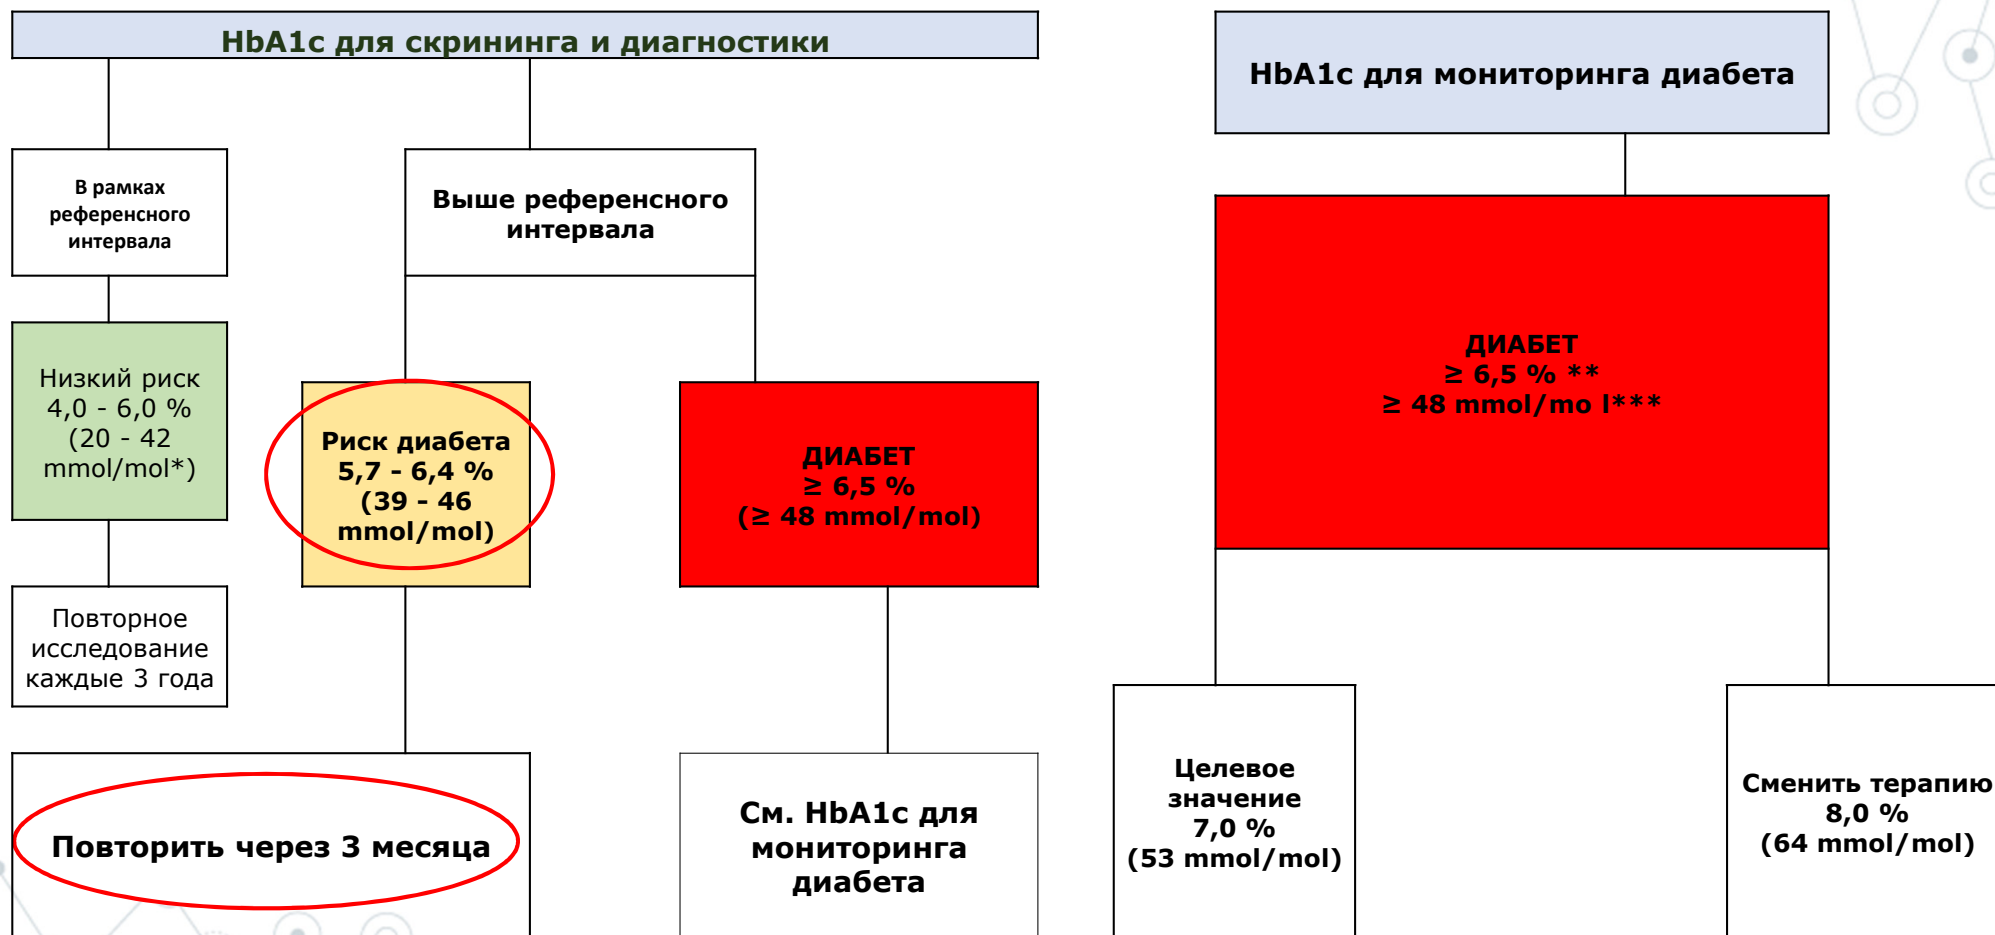 HbA1c для скрининга и диагностики
HbA1c для мониторинга диабета
В рамках
референсного
интервала
Выше референсного
интервала
Низкий риск
4,0 - 6,0 %
(20 - 42
mmol/mol*)
Риск диабета
5,7 - 6,4 %
(39 - 46
mmol/mol)
ДИАБЕТ
≥ 6,5 %
(≥ 48 mmol/mol)
ДИАБЕТ
≥ 6,5 % **
≥ 48 mmol/mo l***
Повторное
исследование
каждые 3 года
Повторить через 3 месяца
См. HbA1c для
мониторинга
диабета
Целевое
значение
7,0 %
(53 mmol/mol)
Сменить терапию
8,0 %
(64 mmol/mol)